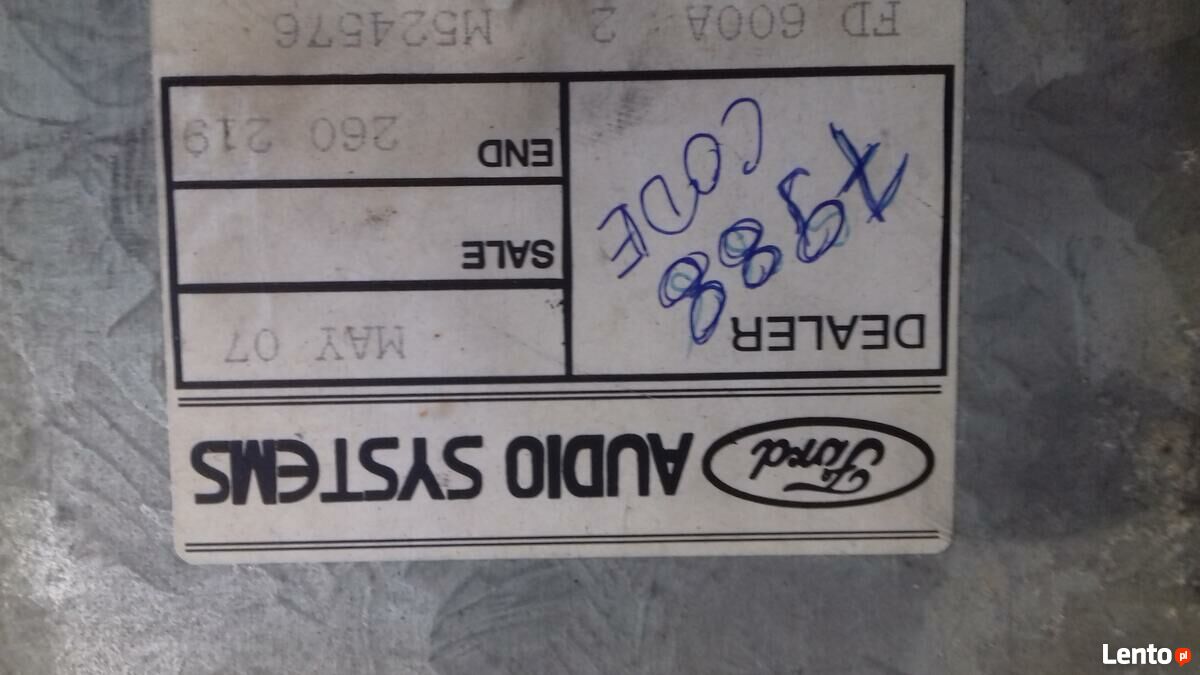 Ford AUDIO SYSTEMS
DEALER
7988
CODE
MAY 07
SALE
END 260 219
FD 600A 2 M524576
Lento.pl